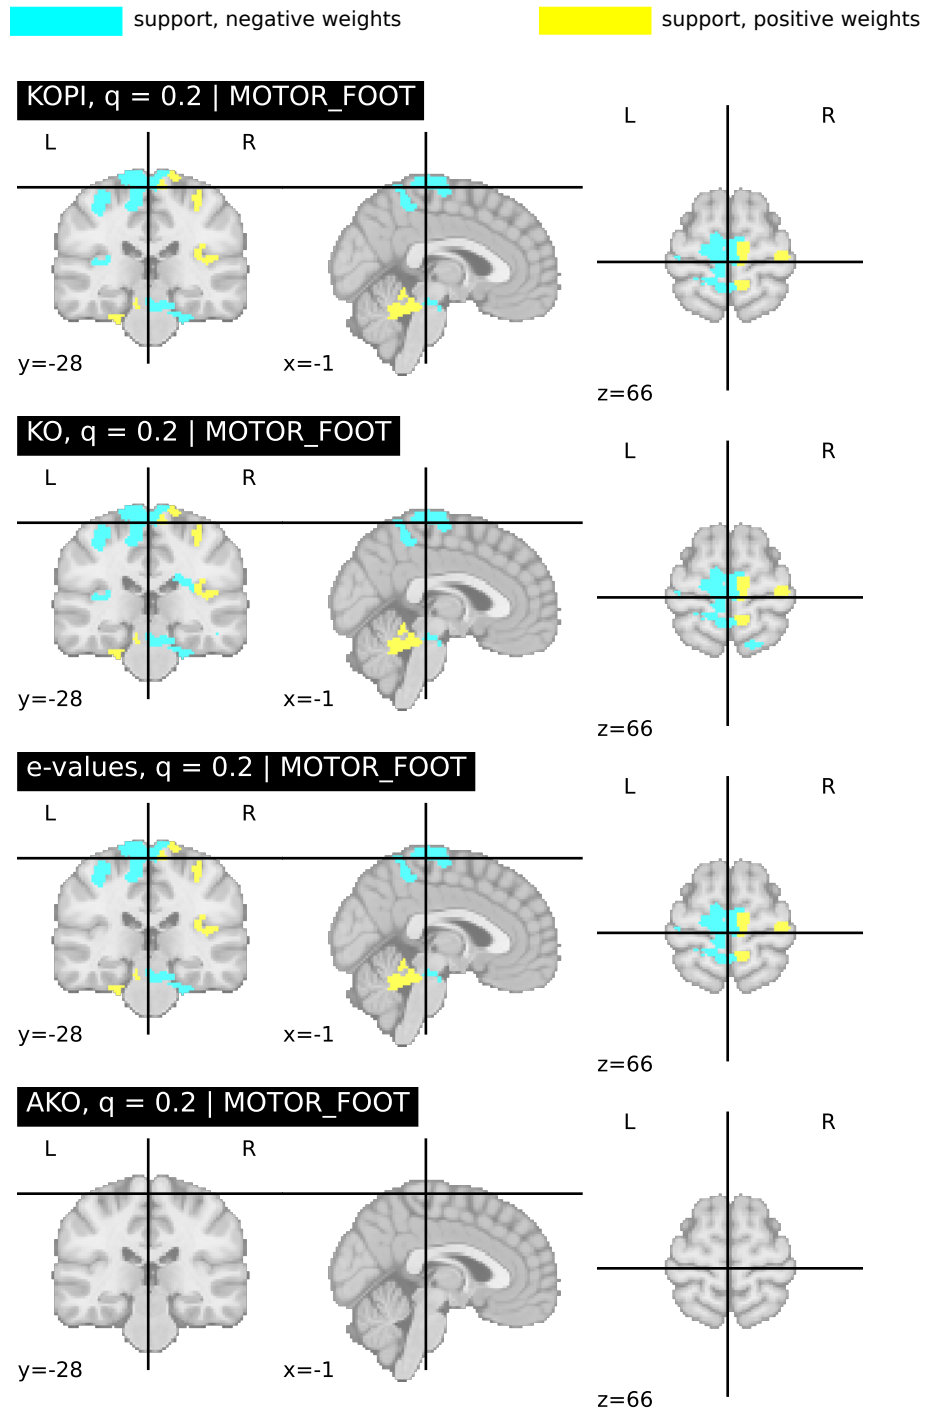 support, negative weights
support, positive weights
KOPI, q = 0.2 | MOTOR_FOOT
L R
L R
y=-28
x=-1
z=66
KO, q = 0.2 | MOTOR_FOOT
L R
L R
y=-28
x=-1
z=66
e-values, q = 0.2 | MOTOR_FOOT
L R
L R
y=-28
x=-1
z=66
AKO, q = 0.2 | MOTOR_FOOT
L R
L R
y=-28
x=-1
z=66